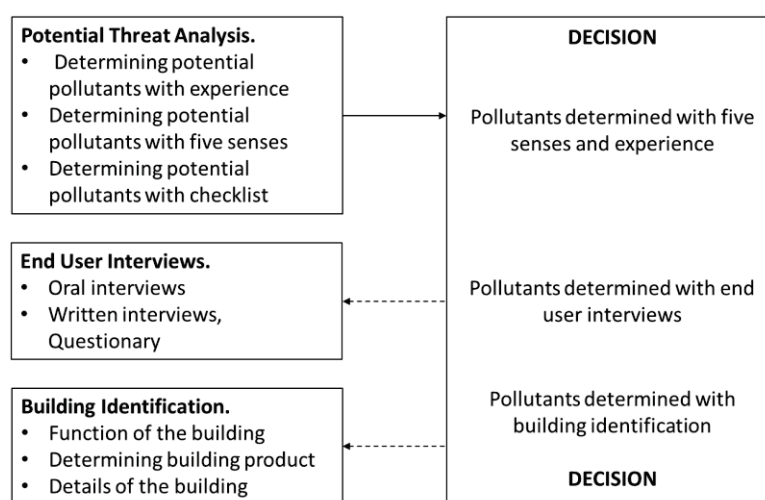 Potential Threat Analysis.
• Determining potential
pollutants with experience
• Determining potential
pollutants with five senses
• Determining potential
pollutants with checklist
End User Interviews.
• Oral interviews
• Written interviews,
Questionary
Building Identification.
• Function of the building
• Determining building product
• Details of the building
DECISION
Pollutants determined with five
senses and experience
Pollutants determined with end
user interviews
Pollutants determined with
building identification
DECISION